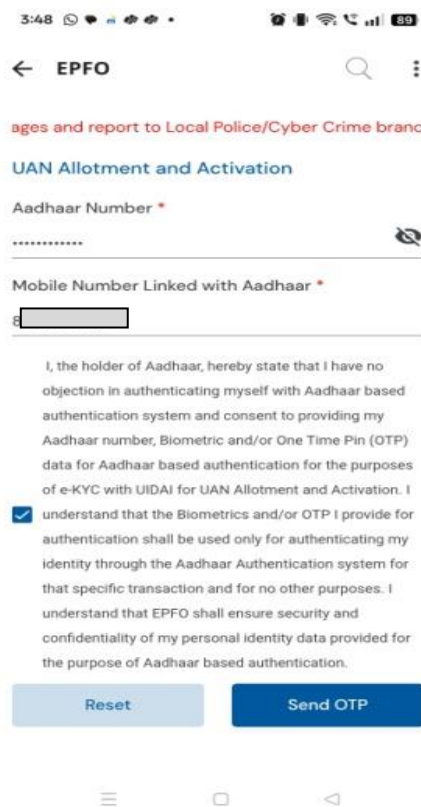 3:48
89
EPFO
ages and report to Local Police/Cyber Crime branc
UAN Allotment and Activation
Aadhaar Number *
............
Mobile Number Linked with Aadhaar *
8
I, the holder of Aadhaar, hereby state that I have no
objection in authenticating myself with Aadhaar based
authentication system and consent to providing my
Aadhaar number, Biometric and/or One Time Pin (OTP)
data for Aadhaar based authentication for the purposes
of e-KYC with UIDAI for UAN Allotment and Activation. I
understand that the Biometrics and/or OTP I provide for
authentication shall be used only for authenticating my
identity through the Aadhaar Authentication system for
that specific transaction and for no other purposes. I
understand that EPFO shall ensure security and
confidentiality of my personal identity data provided for
the purpose of Aadhaar based authentication.
Reset
Send OTP